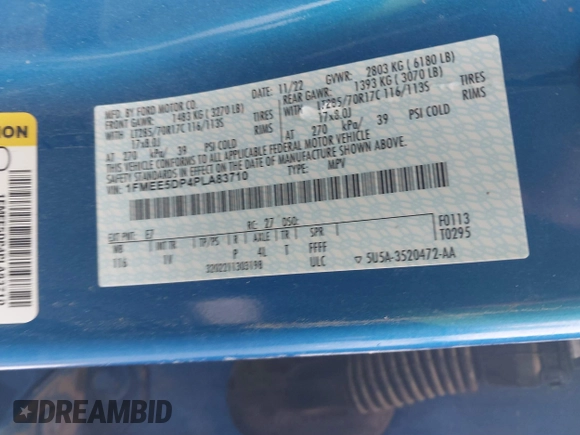 MFD. BY FORD MOTOR CO.
DATE: 11/22 GVWR: 2803 KG ( 6180 LB)
FRONT GAWR: 1483 KG ( 3270 LB)
REAR GAWR: 1393 KG ( 3070 LB)
LT285/70R17C 116/113S TIRES
LT285/70R17C 116/113S TIRES
17x8.0J RIMS
17x8.0J RIMS
AT 270 kPa/ 39 PSI COLD
AT 270 kPa/ 39 PSI COLD
THIS VEHICLE CONFORMS TO ALL APPLICABLE FEDERAL MOTOR VEHICLE
SAFETY STANDARDS IN EFFECT ON THE DATE OF MANUFACTURE SHOWN ABOVE.
1FMEE5DP4PLA83710 TYPE: MPV
EXT PNT: E7 RC: 27 DSO:
F0113
T0295
WB INT TR TP/PS R AXLE TR SPR
116 P 4L T FFFF
3202211303198 ULC
5U5A-3520472-AA
DREAMBID